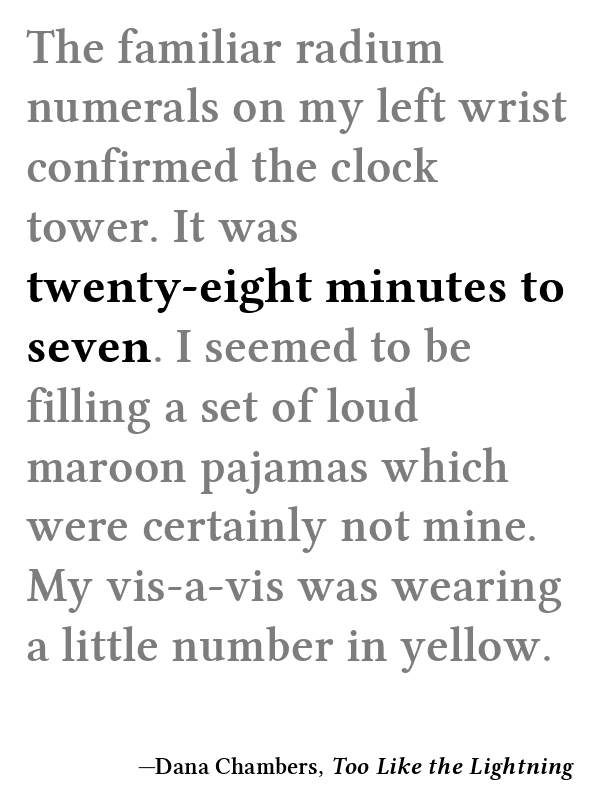 The familiar radium
numerals on my left wrist
confirmed the clock
tower. It was
twenty-eight minutes to
seven. I seemed to be
filling a set of loud
maroon pajamas which
were certainly not mine.
My vis-a-vis was wearing
a little number in yellow.
—Dana Chambers, Too Like the Lightning